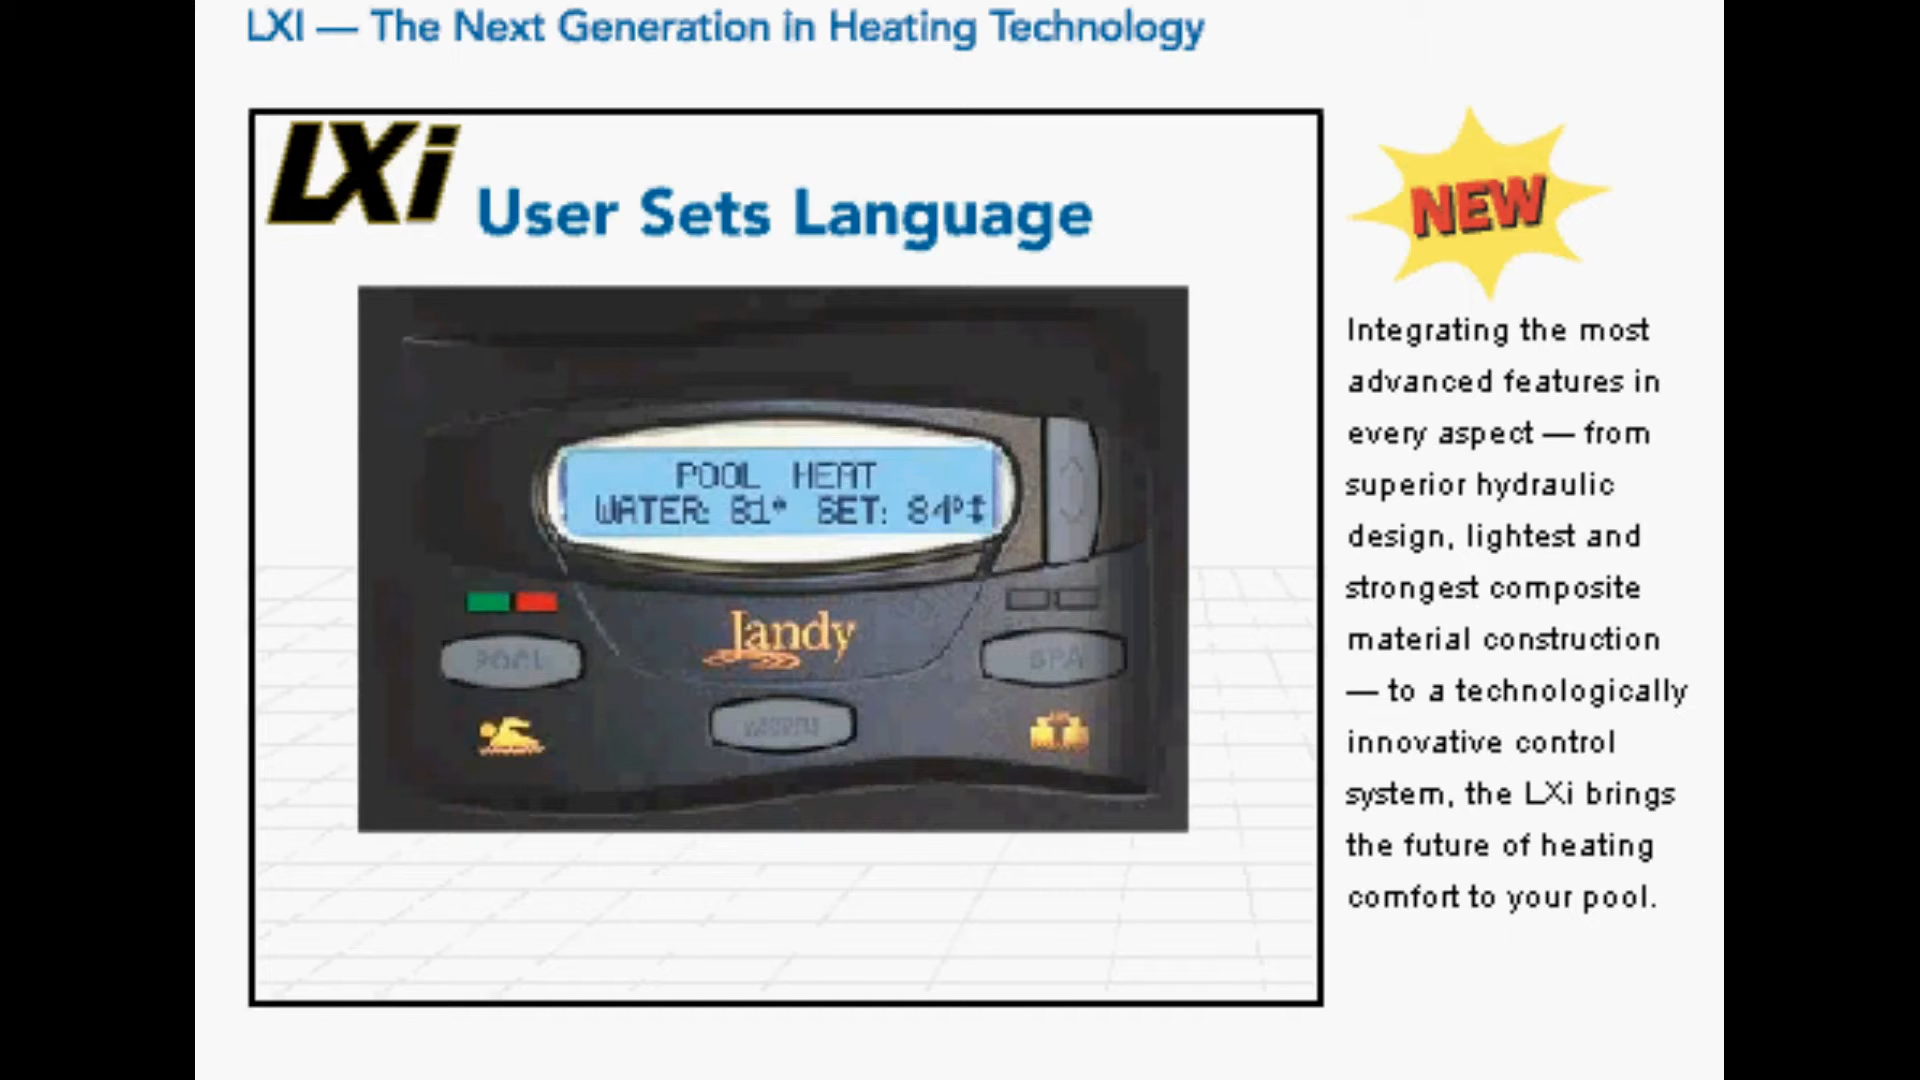 LXI — The Next Generation in Heating Technology
LXi
User Sets Language
POOL HEAT
WATER: 81° SET: 84°
Jandy
POOL
SPA
NEW
Integrating the most
advanced features in
every aspect — from
superior hydraulic
design, lightest and
strongest composite
material construction
— to a technologically
innovative control
system, the LXi brings
the future of heating
comfort to your pool.